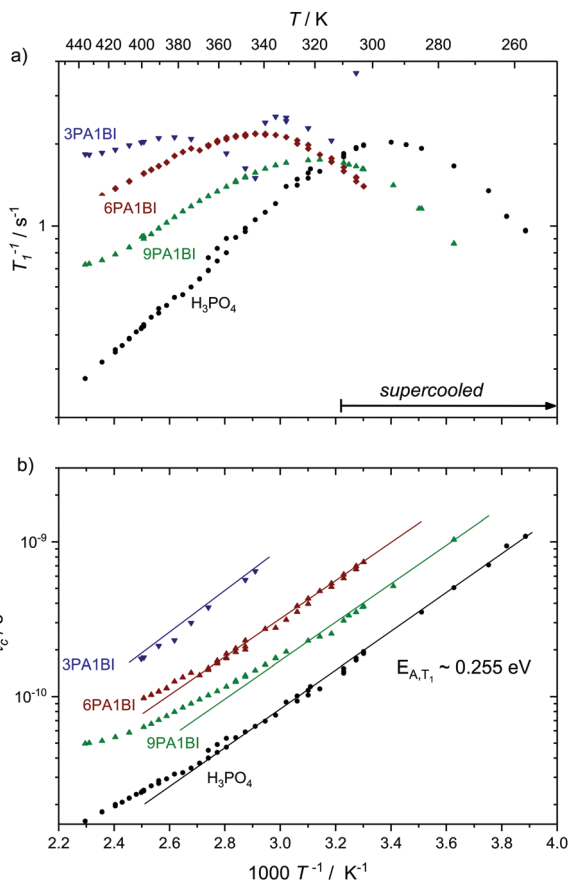 T / K
440 420 400 380 360 340 320 300 280 260
a)
3PA1BI
6PA1BI
9PA1BI
H₃PO₄
1
T₁⁻¹ / s⁻¹
supercooled
b)
10⁻⁹
10⁻¹⁰
3PA1BI
6PA1BI
9PA1BI
H₃PO₄
E_A,T₁ ~ 0.255 eV
2.2 2.4 2.6 2.8 3.0 3.2 3.4 3.6 3.8 4.0
1000 T⁻¹ / K⁻¹